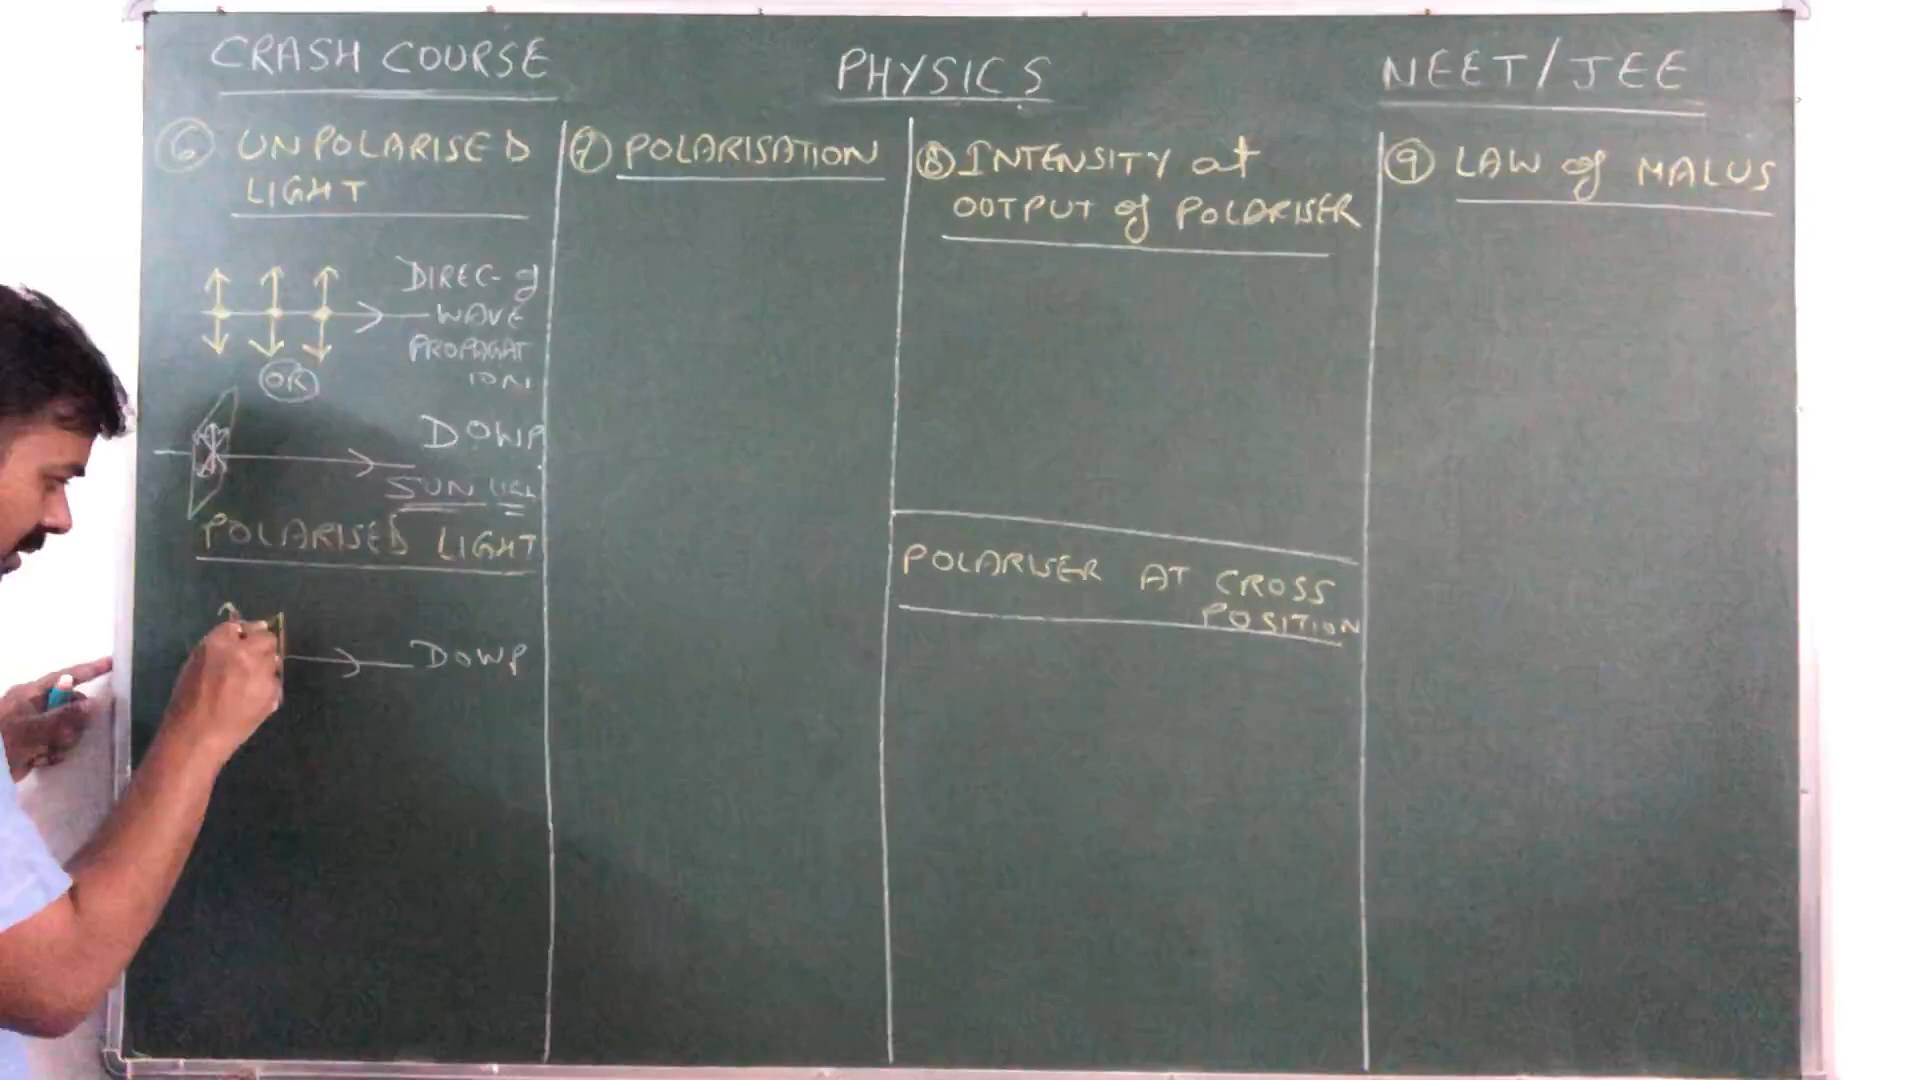 CRASH COURSE
PHYSICS
NEET/JEE
6 UNPOLARISED
LIGHT
DIREC- of
WAVE
PROPAGAT
ION
OR
DOWP
SUN LIGH
POLARISED LIGHT
DOWP
7 POLARISATION
8 INTENSITY at
OUTPUT of POLARISER
POLARISER AT CROSS
POSITION
9 LAW of MALUS